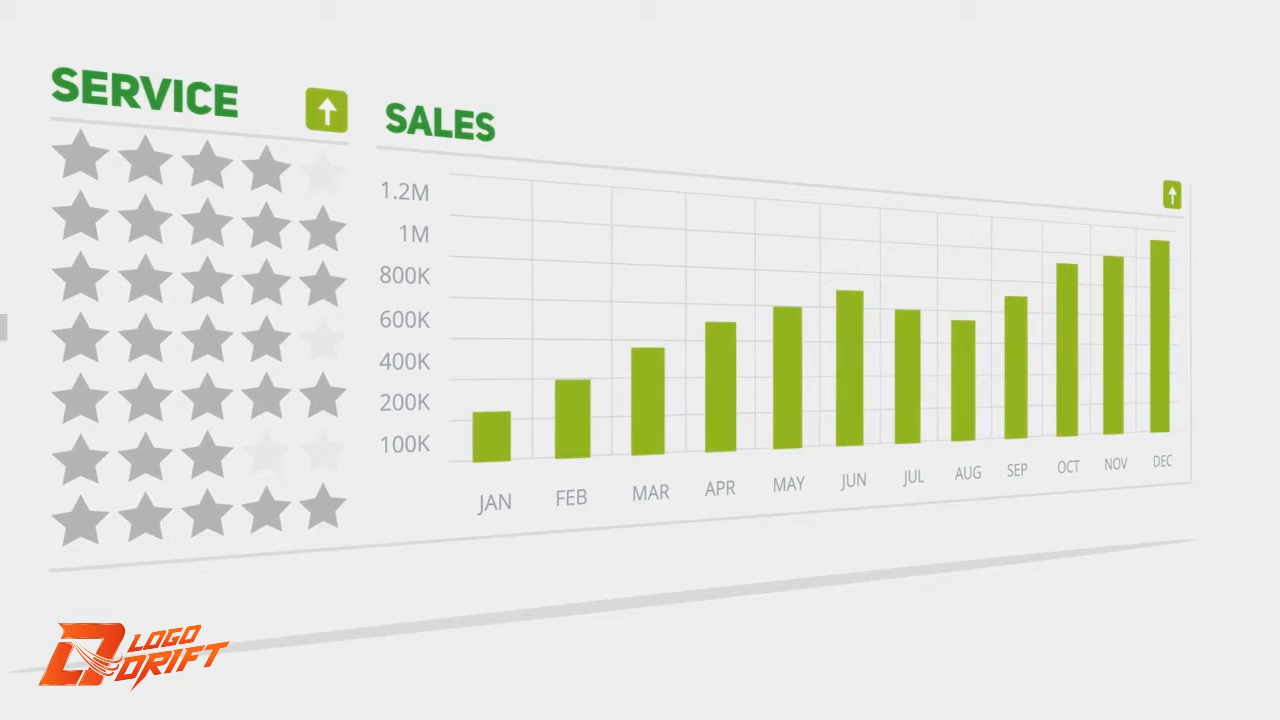 SERVICE
SALES
1.2M
1M
800K
600K
400K
200K
100K
JAN FEB MAR APR MAY JUN JUL AUG SEP OCT NOV DEC
LOGO
DRIFT